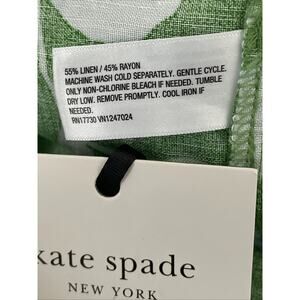 55% LINEN / 45% RAYON
MACHINE WASH COLD SEPARATELY. GENTLE CYCLE.
ONLY NON-CHLORINE BLEACH IF NEEDED. TUMBLE
DRY LOW. REMOVE PROMPTLY. COOL IRON IF
NEEDED.
RN17730 VN1247024
kate spade
NEW YORK